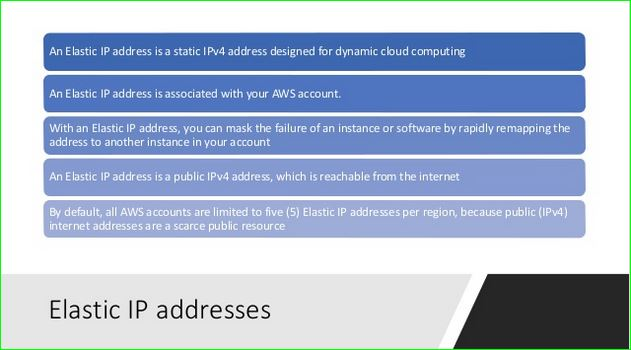 An Elastic IP address is a static IPv4 address designed for dynamic cloud computing
An Elastic IP address is associated with your AWS account.
With an Elastic IP address, you can mask the failure of an instance or software by rapidly remapping the
address to another instance in your account
An Elastic IP address is a public IPv4 address, which is reachable from the internet
By default, all AWS accounts are limited to five (5) Elastic IP addresses per region, because public (IPv4)
internet addresses are a scarce public resource
Elastic IP addresses